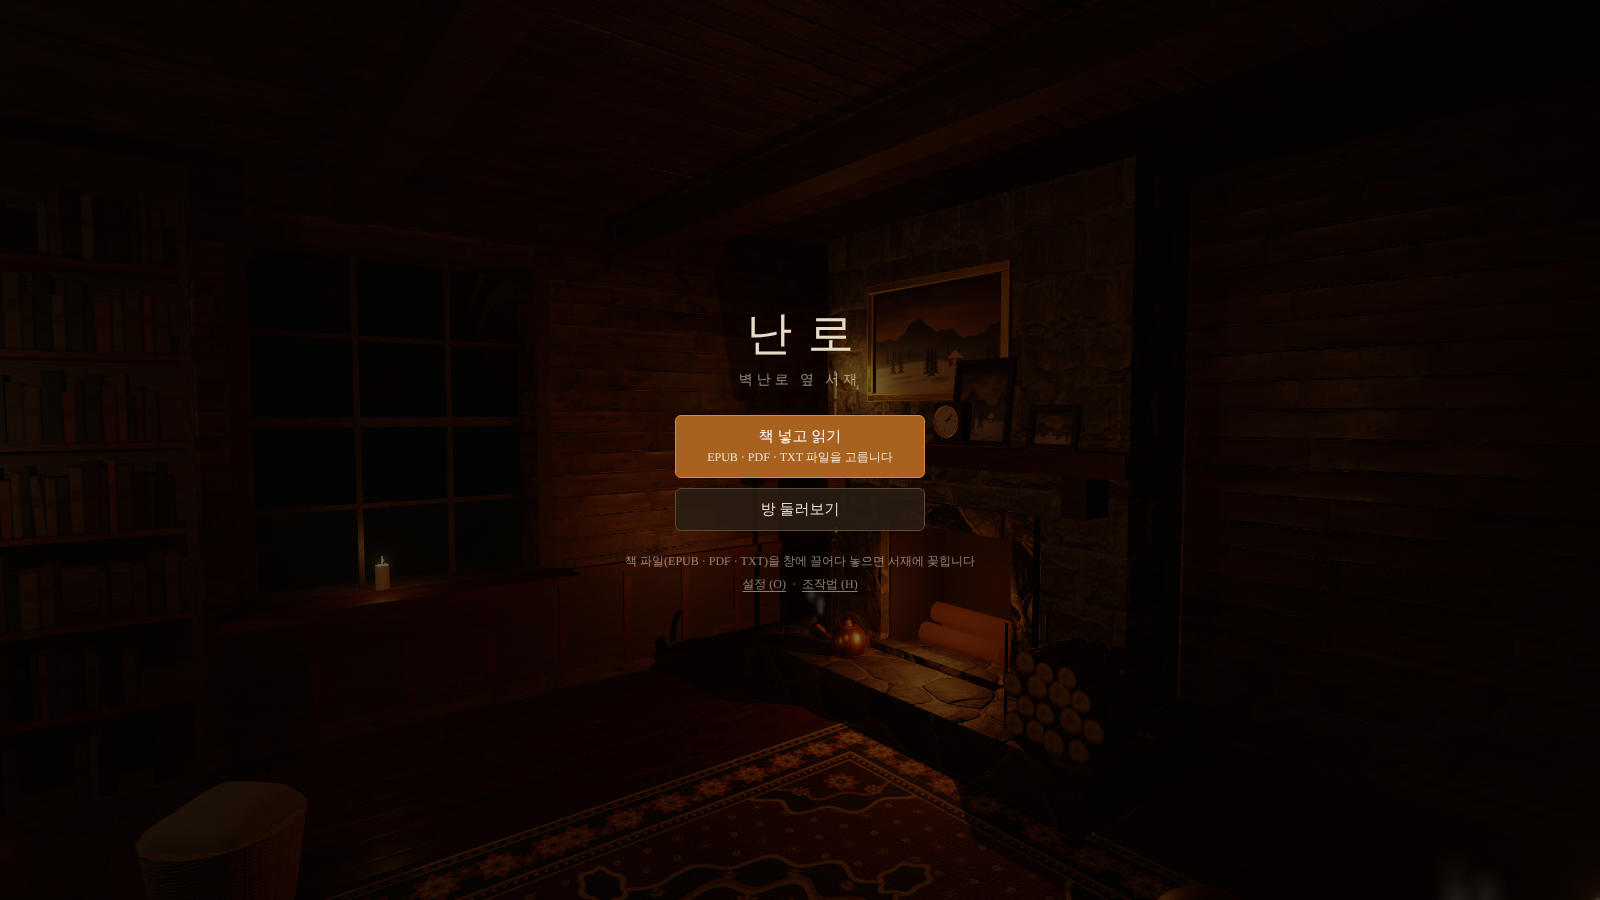 난로
벽난로 옆 서재
책 넣고 읽기
EPUB · PDF · TXT 파일을 고릅니다
방 둘러보기
책 파일(EPUB · PDF · TXT)을 창에 끌어다 놓으면 서재에 꽂힙니다
설정 (O) · 조작법 (H)